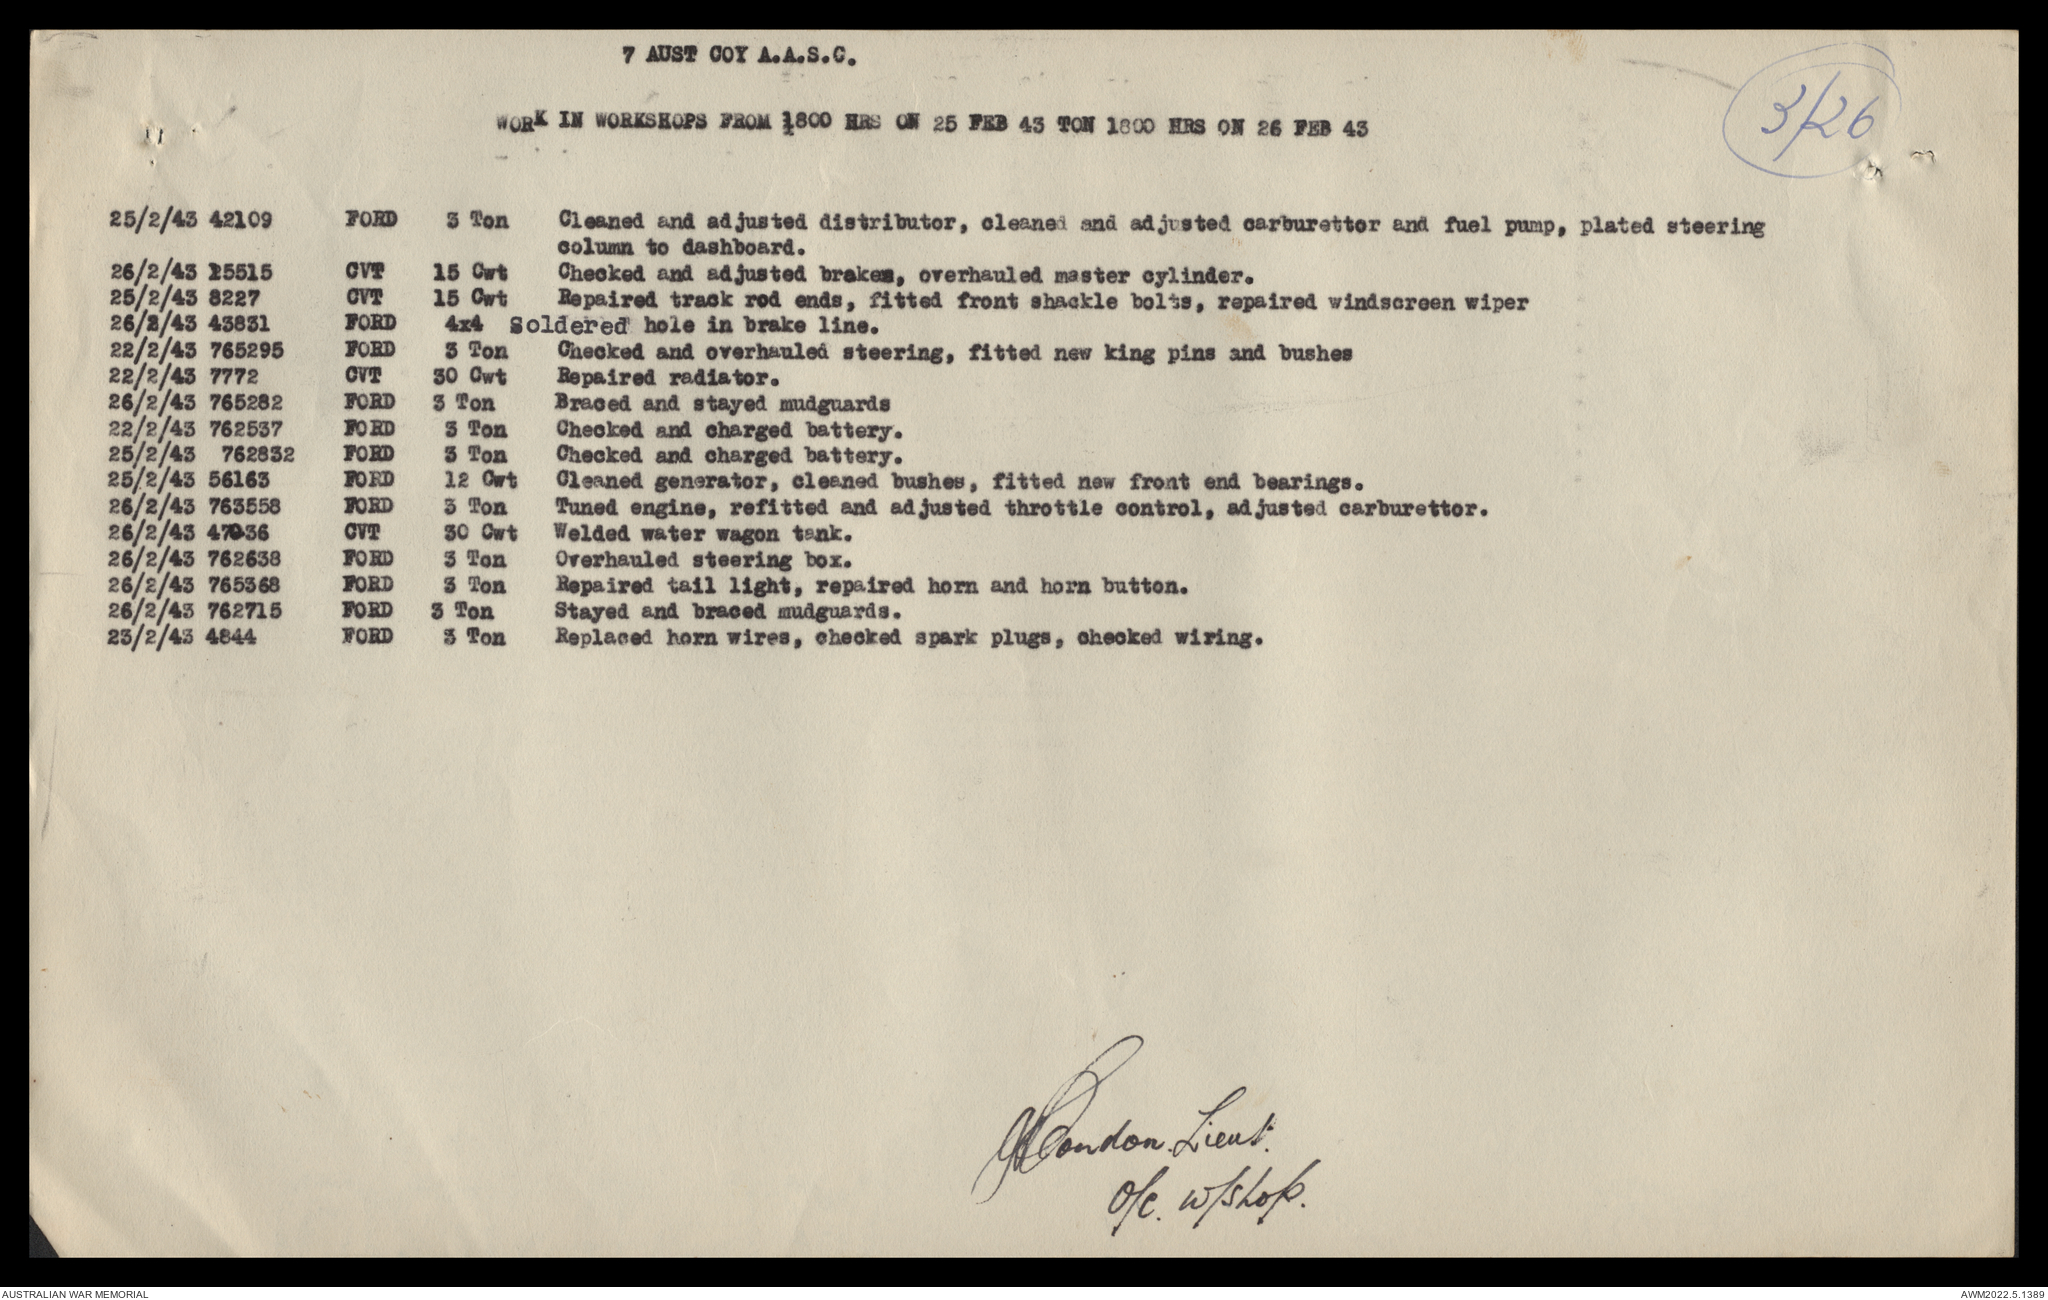 7 AUST COY A.A.S.C.
3/26
WORK IN WORKSHOPS FROM 1800 HRS ON 25 FEB 43 TON 1800 HRS ON 26 FEB 43
25/2/43 42109 FORD 3 Ton Cleaned and adjusted distributor, cleaned and adjusted carburettor and fuel pump, plated steering
column to dashboard.
26/2/43 15515 CVT 15 Cwt Checked and adjusted brakes, overhauled master cylinder.
25/2/43 8227 CVT 15 Cwt Repaired track rod ends, fitted front shackle bolts, repaired windscreen wiper
26/2/43 43831 FORD 4x4 Soldered hole in brake line.
22/2/43 765295 FORD 3 Ton Checked and overhauled steering, fitted new king pins and bushes
22/2/43 7772 CVT 30 Cwt Repaired radiator.
26/2/43 765282 FORD 3 Ton Braced and stayed mudguards
22/2/43 762537 FORD 3 Ton Checked and charged battery.
25/2/43 762832 FORD 3 Ton Checked and charged battery.
25/2/43 56163 FORD 12 Cwt Cleaned generator, cleaned bushes, fitted new front end bearings.
26/2/43 763558 FORD 3 Ton Tuned engine, refitted and adjusted throttle control, adjusted carburettor.
26/2/43 47036 CVT 30 Cwt Welded water wagon tank.
26/2/43 762638 FORD 3 Ton Overhauled steering box.
26/2/43 765368 FORD 3 Ton Repaired tail light, repaired horn and horn button.
26/2/43 762715 FORD 3 Ton Stayed and braced mudguards.
23/2/43 4844 FORD 3 Ton Replaced horn wires, checked spark plugs, checked wiring.
Condon. Lieut.
O/C. W/shop.
AUSTRALIAN WAR MEMORIAL AWM2022.5.1389